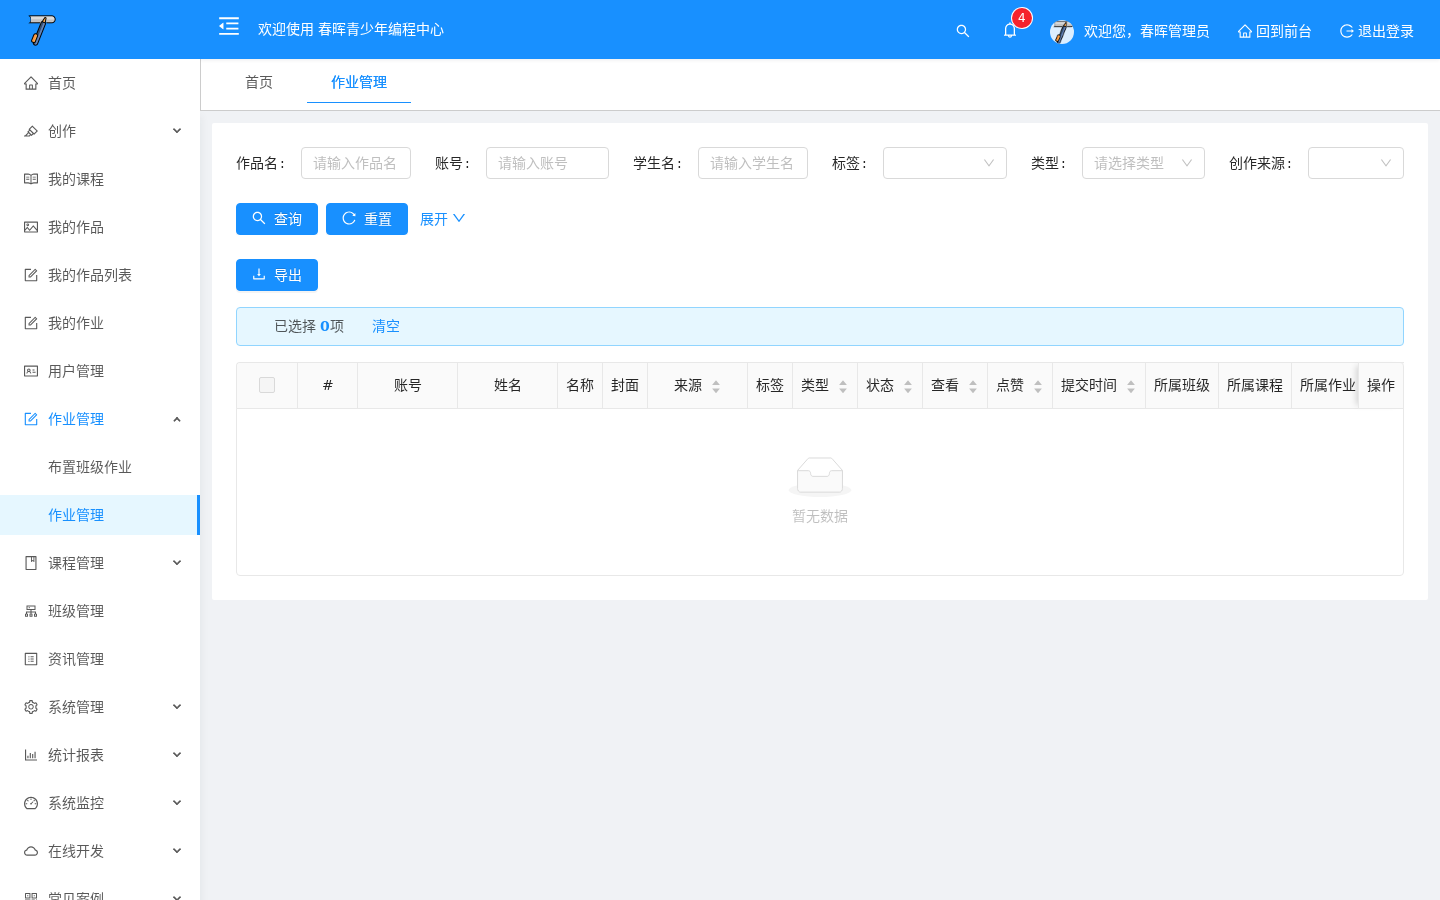 欢迎使用 春晖青少年编程中心
4
欢迎您，春晖管理员
回到前台
退出登录
首页
创作
我的课程
我的作品
我的作品列表
我的作业
用户管理
作业管理
布置班级作业
作业管理
课程管理
班级管理
资讯管理
系统管理
统计报表
系统监控
在线开发
常见案例
首页 作业管理
作品名： 请输入作品名 账号： 请输入账号 学生名： 请输入学生名 标签： 类型： 请选择类型 创作来源：
查询 重置 展开
导出
已选择 0项 清空
# 账号 姓名 名称 封面 来源 标签 类型 状态 查看 点赞 提交时间 所属班级 所属课程 所属作业 操作
暂无数据